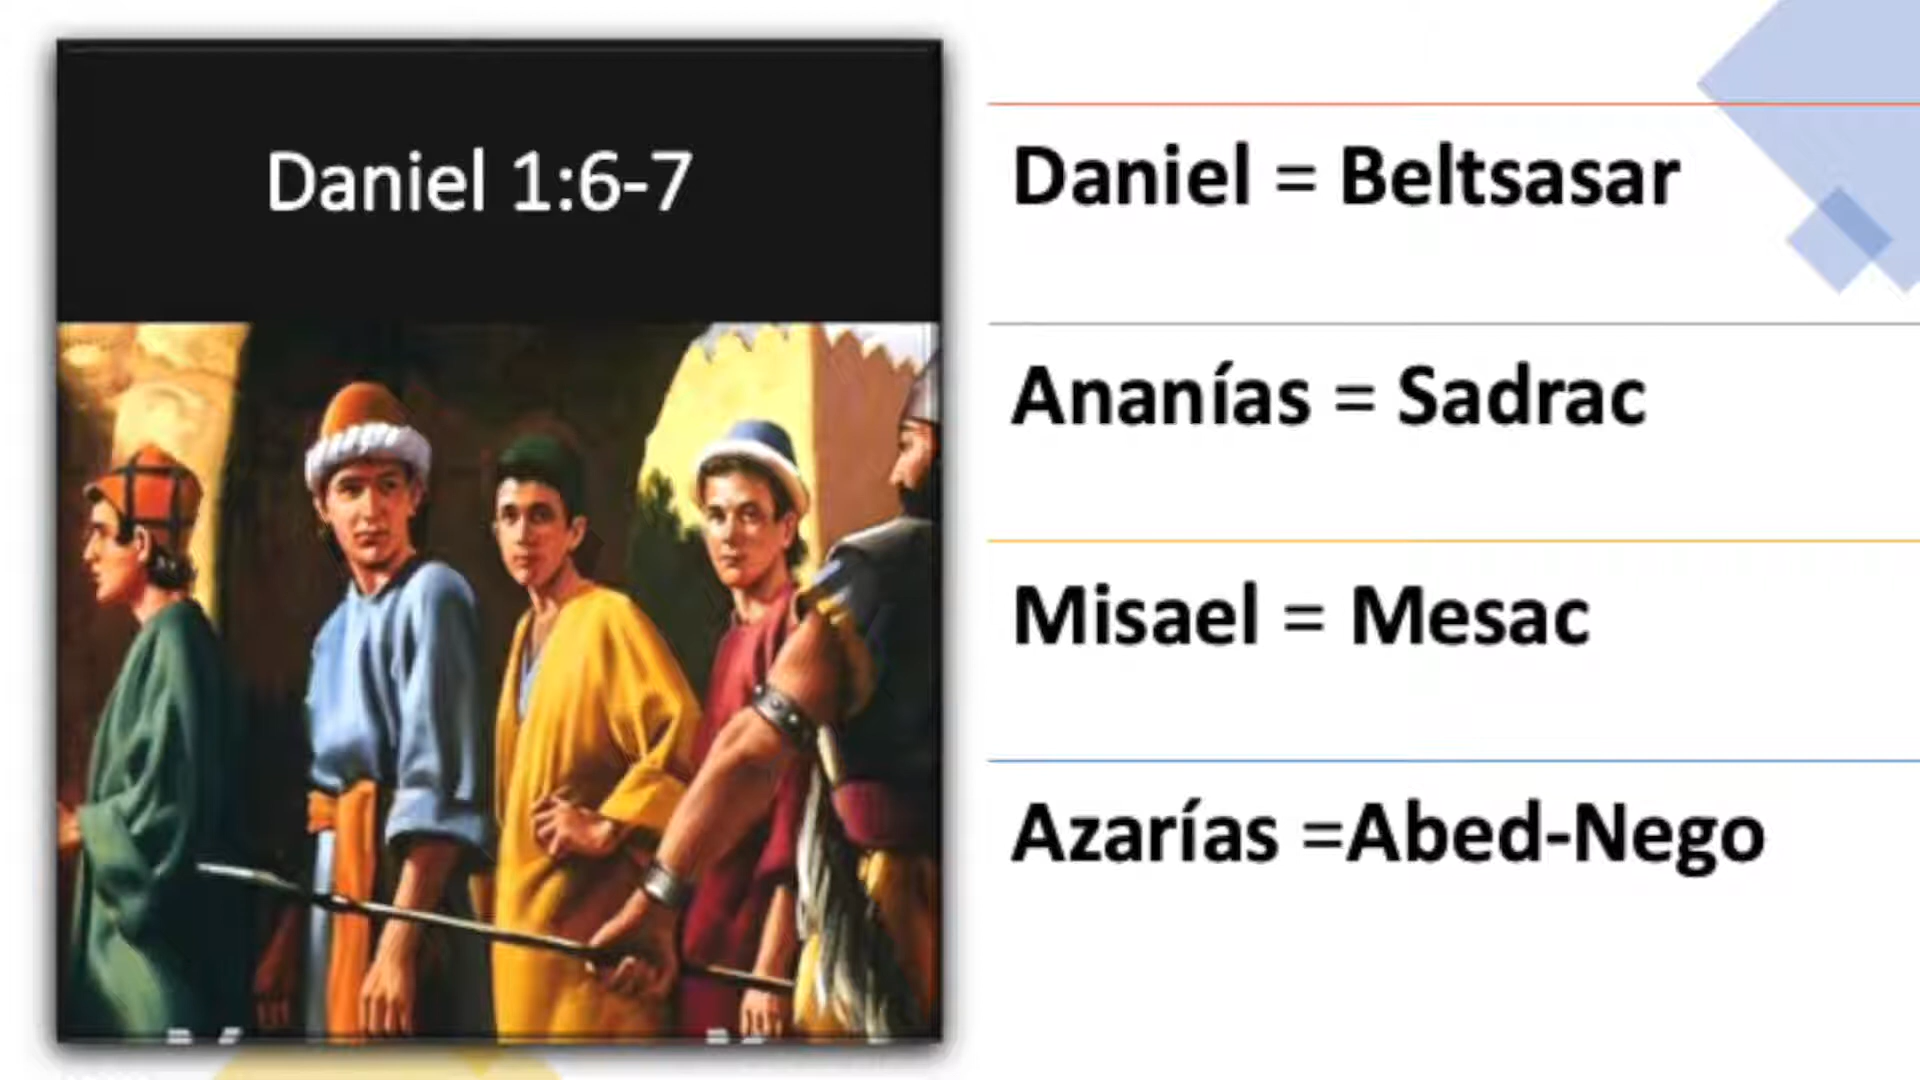 Daniel 1:6-7
Daniel = Beltsasar
Ananías = Sadrac
Misael = Mesac
Azarías =Abed-Nego